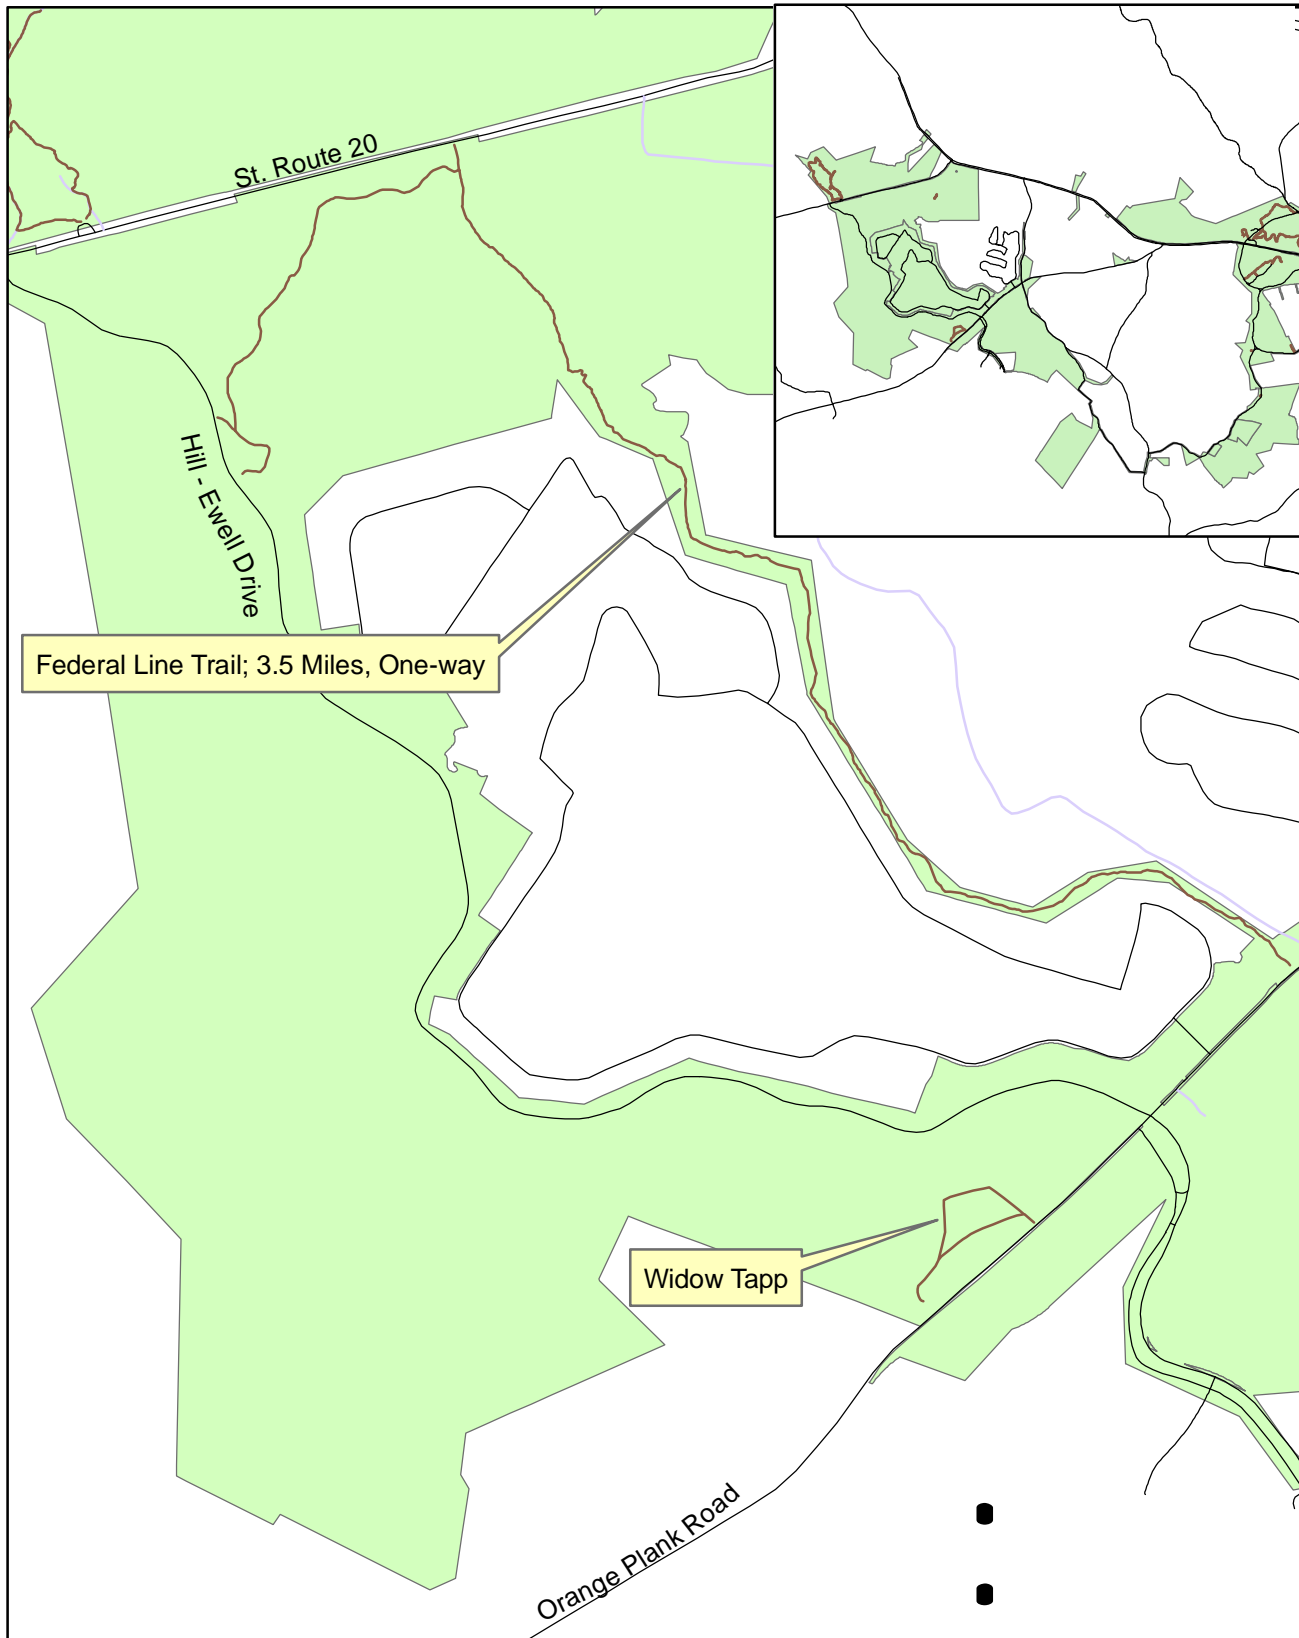 St. Route 20
Hill - Ewell Drive
Federal Line Trail; 3.5 Miles, One-way
Widow Tapp
Orange Plank Road